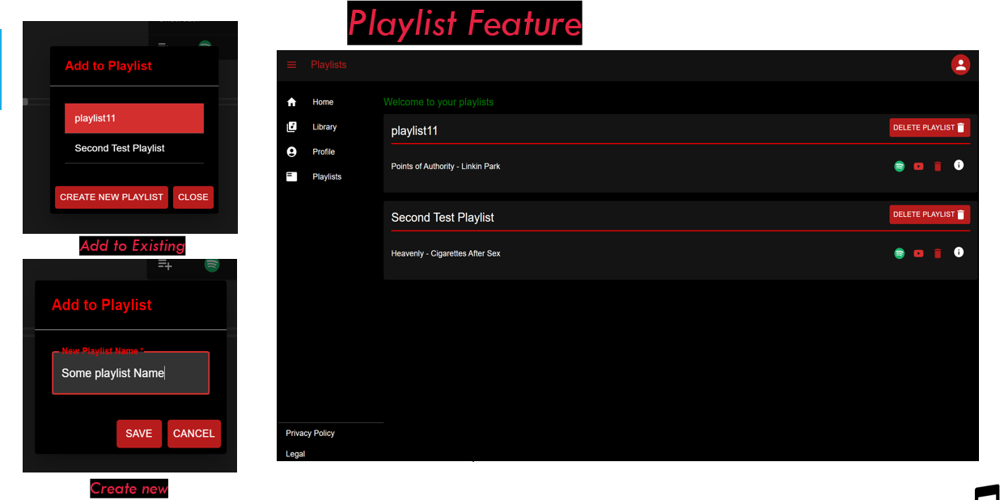 Playlist Feature
Add to Playlist
playlist11
Second Test Playlist
CREATE NEW PLAYLIST CLOSE
Add to Existing
Add to Playlist
New Playlist Name *
Some playlist Name
SAVE CANCEL
Create new
Playlists
Home
Library
Profile
Playlists
Welcome to your playlists
playlist11 DELETE PLAYLIST
Points of Authority - Linkin Park
Second Test Playlist DELETE PLAYLIST
Heavenly - Cigarettes After Sex
Privacy Policy
Legal